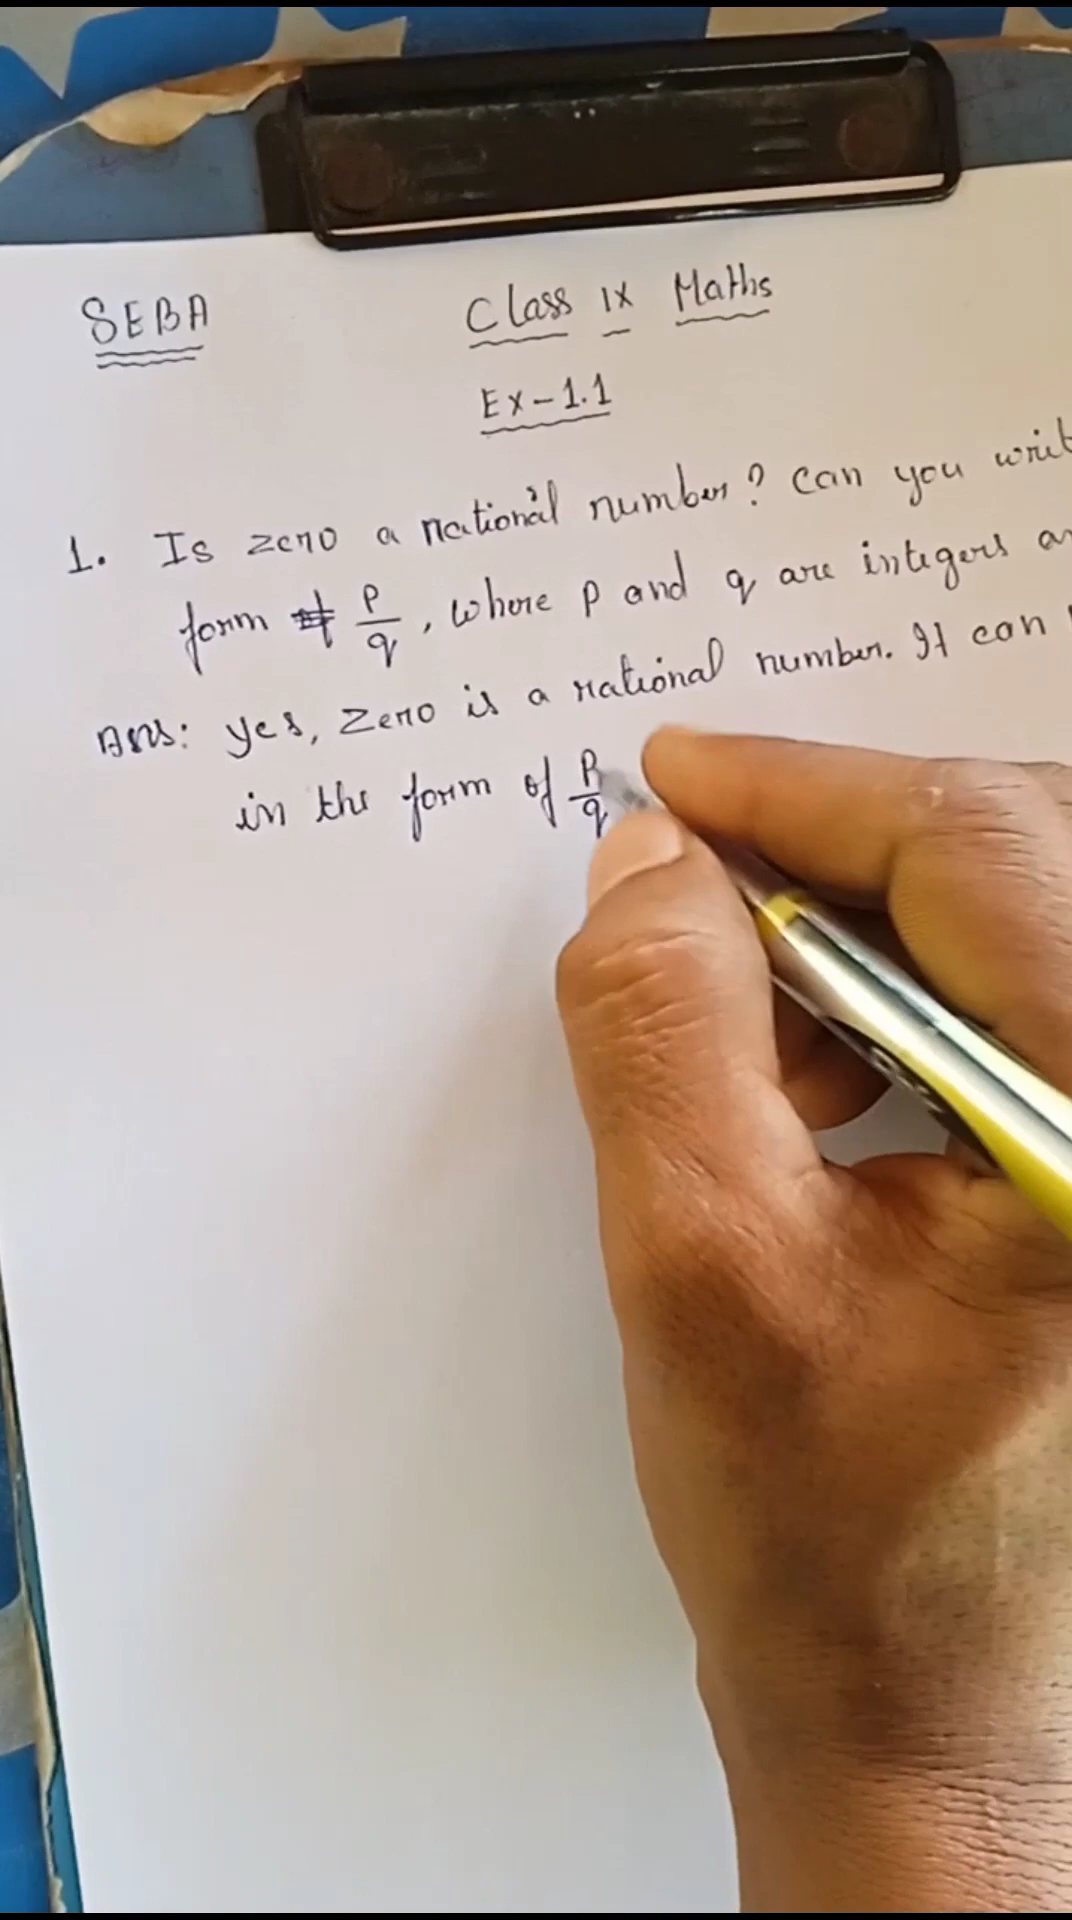 SEBA
Class IX Maths
Ex-1.1
1. Is zero a rational number? Can you
form p/q, where p and q are integers
Ans: yes, Zero is a rational number. It can
in the form of p/q